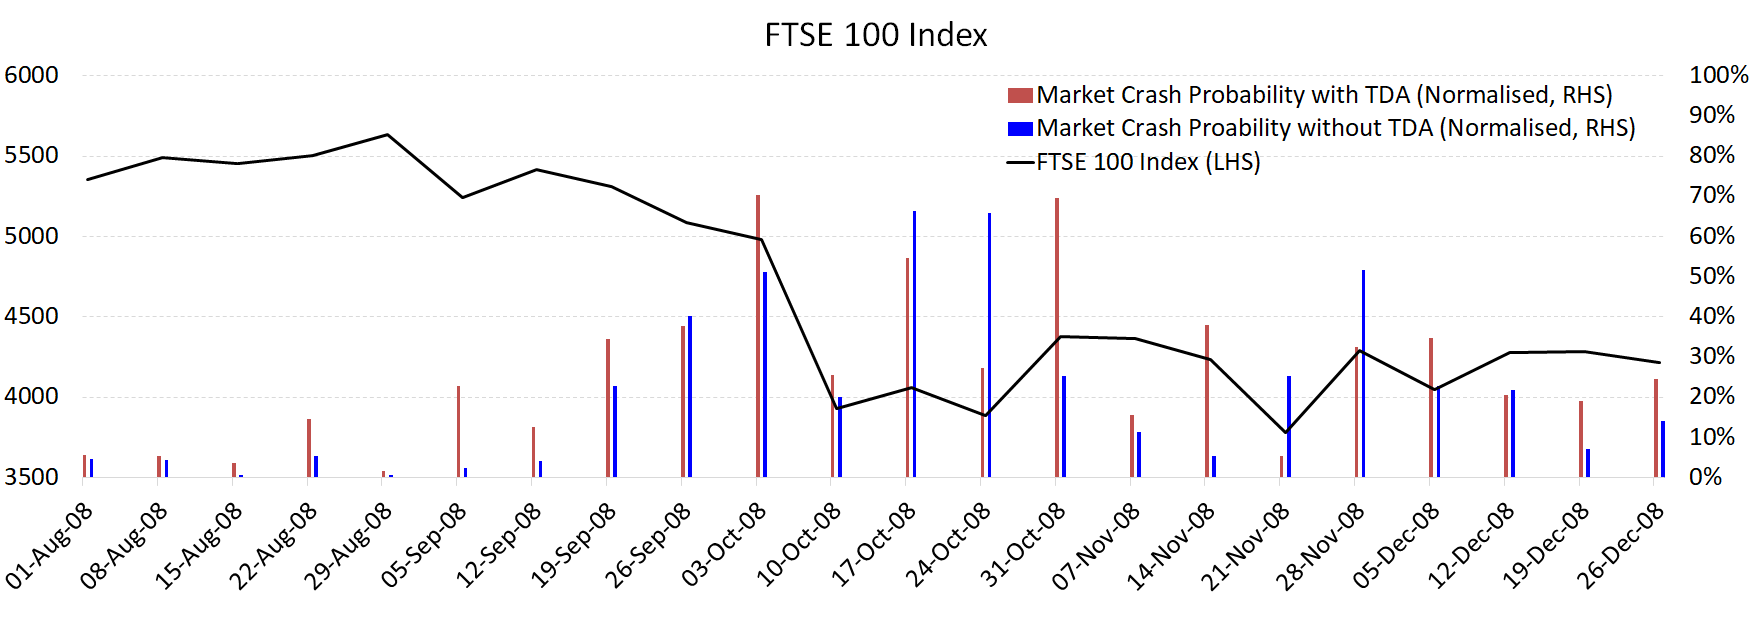 FTSE 100 Index
6000
5500
5000
4500
4000
3500
100%
90%
80%
70%
60%
50%
40%
30%
20%
10%
0%
Market Crash Probability with TDA (Normalised, RHS)
Market Crash Proability without TDA (Normalised, RHS)
FTSE 100 Index (LHS)
01-Aug-08
08-Aug-08
15-Aug-08
22-Aug-08
29-Aug-08
05-Sep-08
12-Sep-08
19-Sep-08
26-Sep-08
03-Oct-08
10-Oct-08
17-Oct-08
24-Oct-08
31-Oct-08
07-Nov-08
14-Nov-08
21-Nov-08
28-Nov-08
05-Dec-08
12-Dec-08
19-Dec-08
26-Dec-08